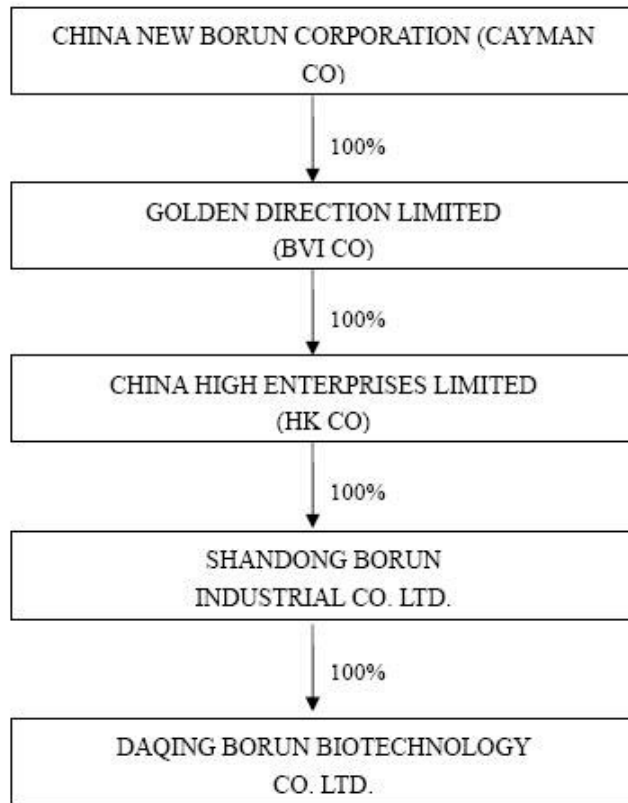 CHINA NEW BORUN CORPORATION (CAYMAN
CO)
100%
GOLDEN DIRECTION LIMITED
(BVI CO)
100%
CHINA HIGH ENTERPRISES LIMITED
(HK CO)
100%
SHANDONG BORUN
INDUSTRIAL CO. LTD.
100%
DAQING BORUN BIOTECHNOLOGY
CO. LTD.